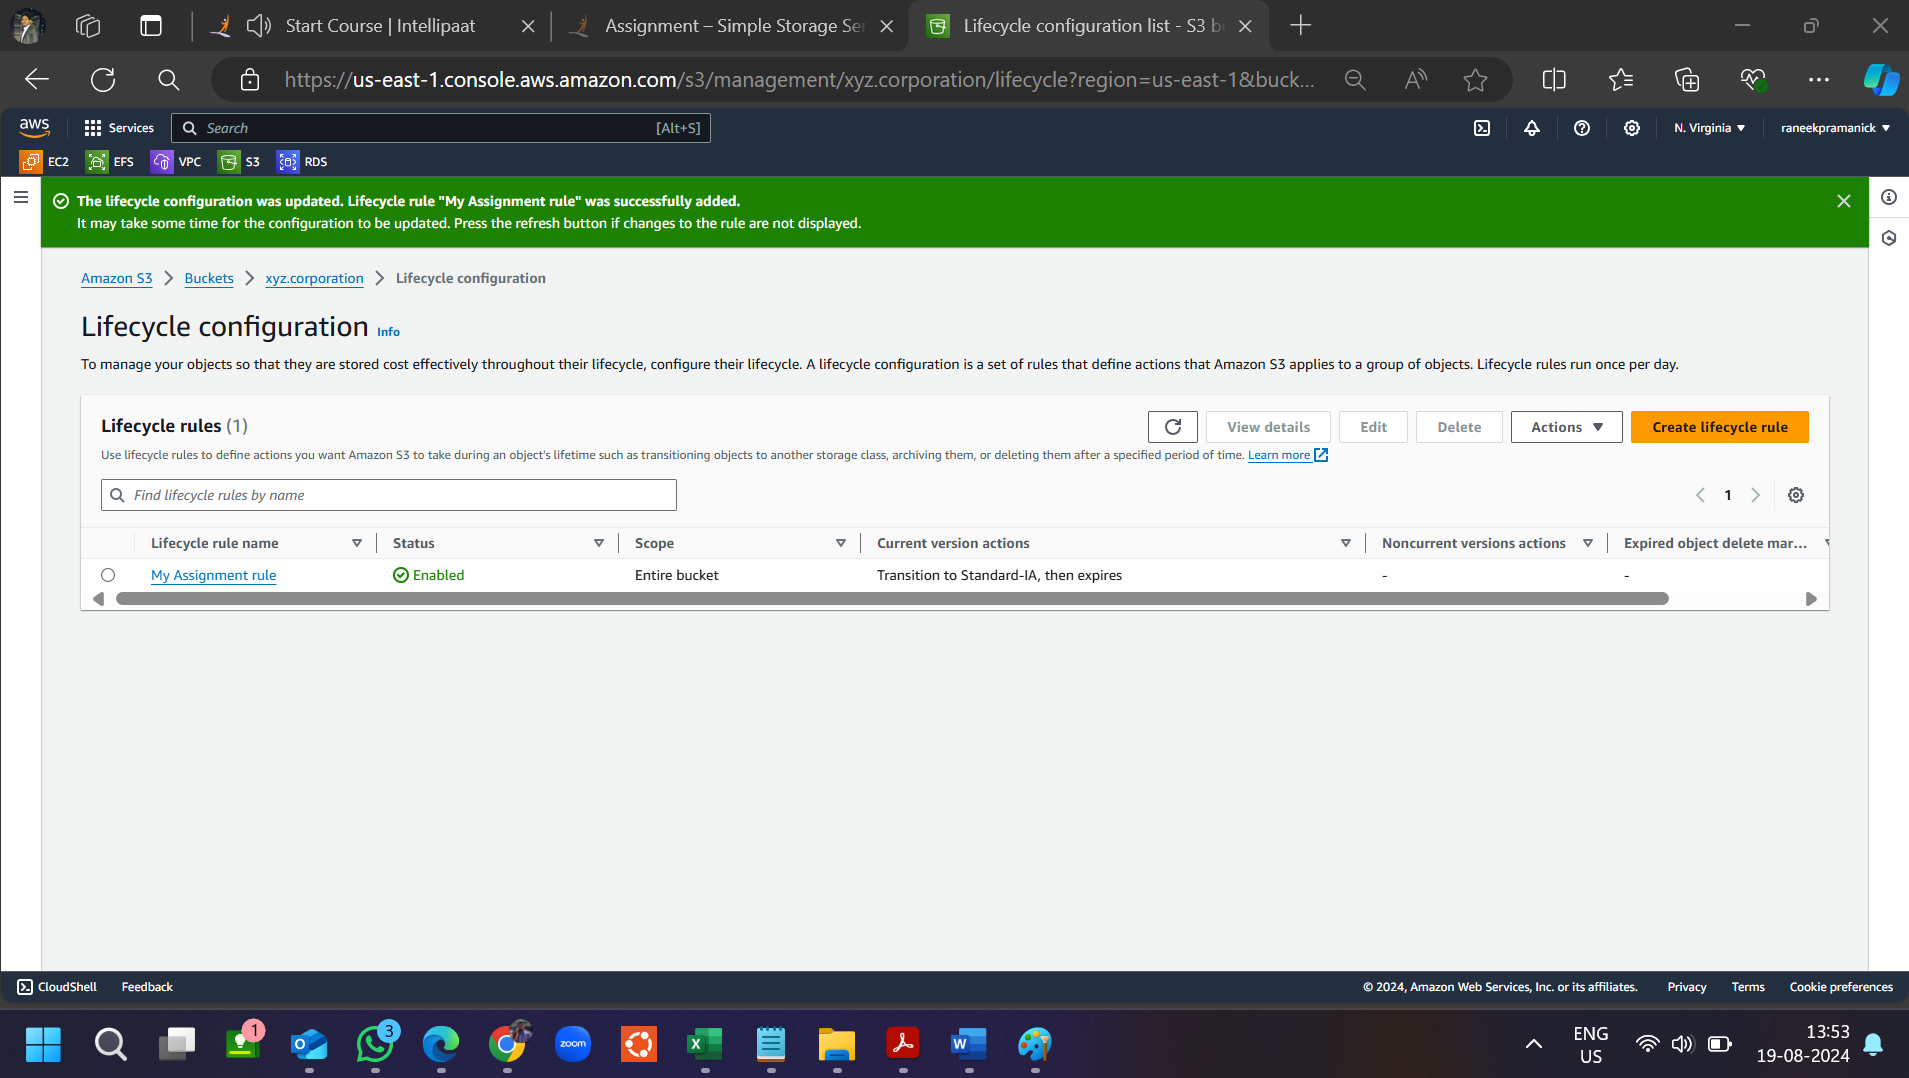 Start Course | Intellipaat
Assignment – Simple Storage Ser
Lifecycle configuration list - S3 bu
https://us-east-1.console.aws.amazon.com/s3/management/xyz.corporation/lifecycle?region=us-east-1&buck...
aws
Services
Search
[Alt+S]
N. Virginia
raneekpramanick
EC2
EFS
VPC
S3
RDS
The lifecycle configuration was updated. Lifecycle rule "My Assignment rule" was successfully added.
It may take some time for the configuration to be updated. Press the refresh button if changes to the rule are not displayed.
Amazon S3 > Buckets > xyz.corporation > Lifecycle configuration
Lifecycle configuration Info
To manage your objects so that they are stored cost effectively throughout their lifecycle, configure their lifecycle. A lifecycle configuration is a set of rules that define actions that Amazon S3 applies to a group of objects. Lifecycle rules run once per day.
Lifecycle rules (1)
View details
Edit
Delete
Actions
Create lifecycle rule
Use lifecycle rules to define actions you want Amazon S3 to take during an object's lifetime such as transitioning objects to another storage class, archiving them, or deleting them after a specified period of time. Learn more
Find lifecycle rules by name
1
Lifecycle rule name
Status
Scope
Current version actions
Noncurrent versions actions
Expired object delete mar...
My Assignment rule
Enabled
Entire bucket
Transition to Standard-IA, then expires
-
-
CloudShell
Feedback
© 2024, Amazon Web Services, Inc. or its affiliates.
Privacy
Terms
Cookie preferences
1
3
zoom
ENG
US
13:53
19-08-2024